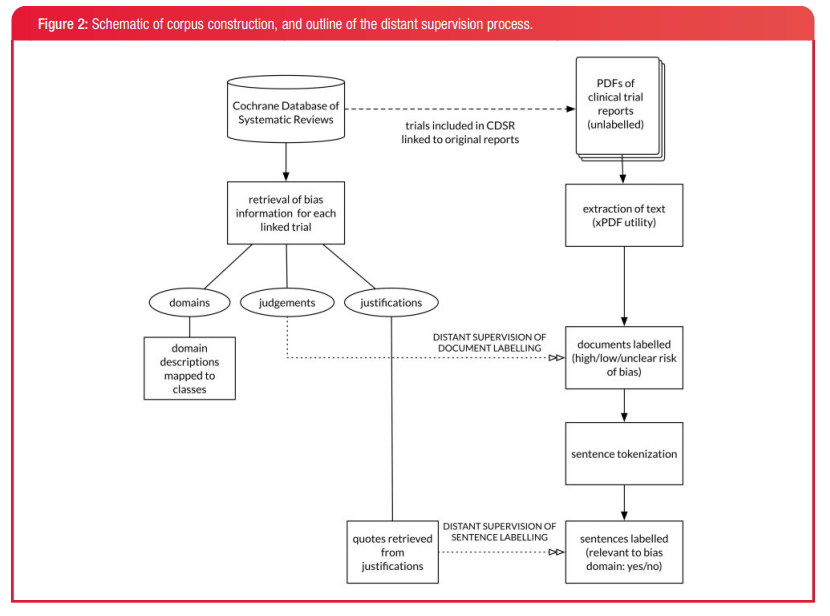 Figure 2: Schematic of corpus construction, and outline of the distant supervision process.
Cochrane Database of
Systematic Reviews
trials included in CDSR
linked to original reports
PDFs of
clinical trial
reports
(unlabelled)
retrieval of bias
information for each
linked trial
extraction of text
(xPDF utility)
domains
judgements
justifications
domain
descriptions
mapped to
classes
DISTANT SUPERVISION OF
DOCUMENT LABELLING
documents labelled
(high/low/unclear risk
of bias)
sentence tokenization
quotes retrieved
from
justifications
DISTANT SUPERVISION OF
SENTENCE LABELLING
sentences labelled
(relevant to bias
domain: yes/no)